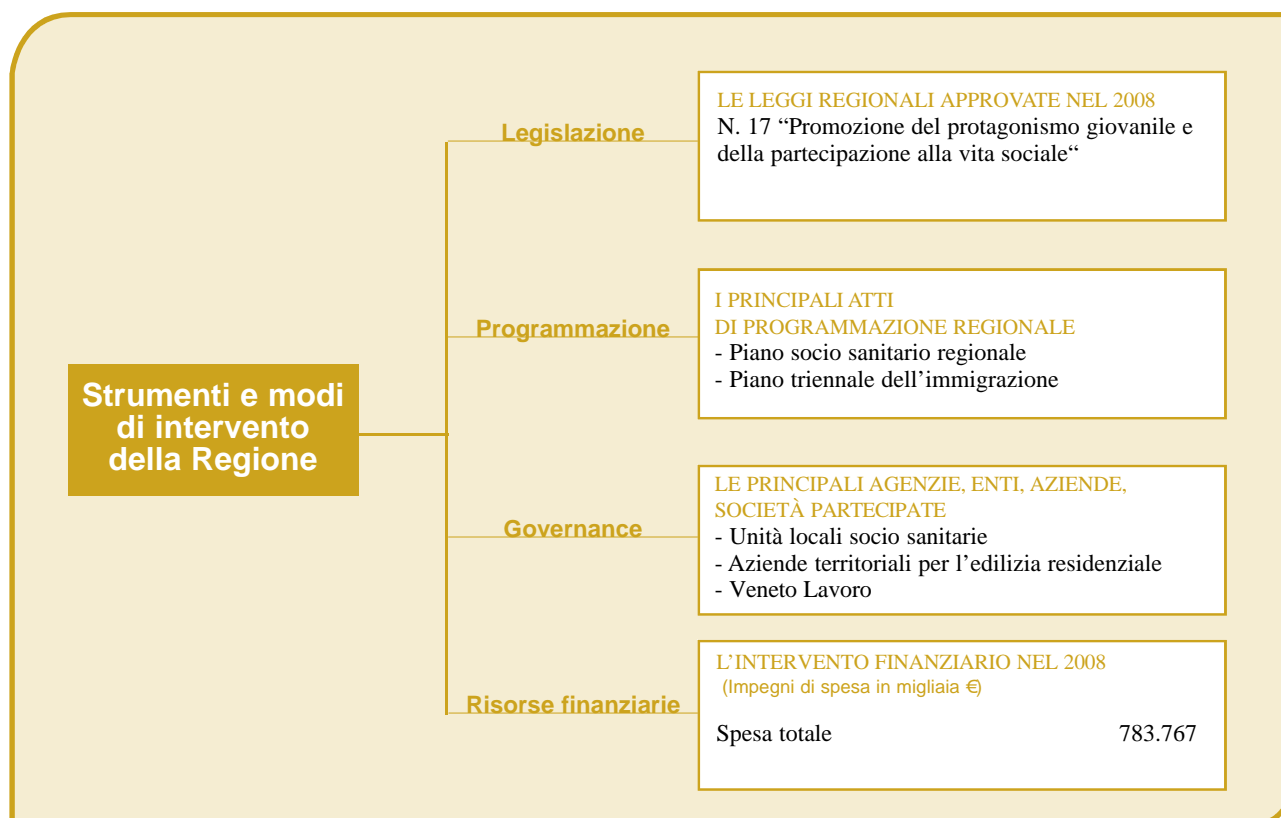 Strumenti e modi
di intervento
della Regione
Legislazione
LE LEGGI REGIONALI APPROVATE NEL 2008
N. 17 “Promozione del protagonismo giovanile e
della partecipazione alla vita sociale“
Programmazione
I PRINCIPALI ATTI
DI PROGRAMMAZIONE REGIONALE
- Piano socio sanitario regionale
- Piano triennale dell’immigrazione
Governance
LE PRINCIPALI AGENZIE, ENTI, AZIENDE,
SOCIETÀ PARTECIPATE
- Unità locali socio sanitarie
- Aziende territoriali per l’edilizia residenziale
- Veneto Lavoro
Risorse finanziarie
L’INTERVENTO FINANZIARIO NEL 2008
(Impegni di spesa in migliaia €)
Spesa totale 783.767